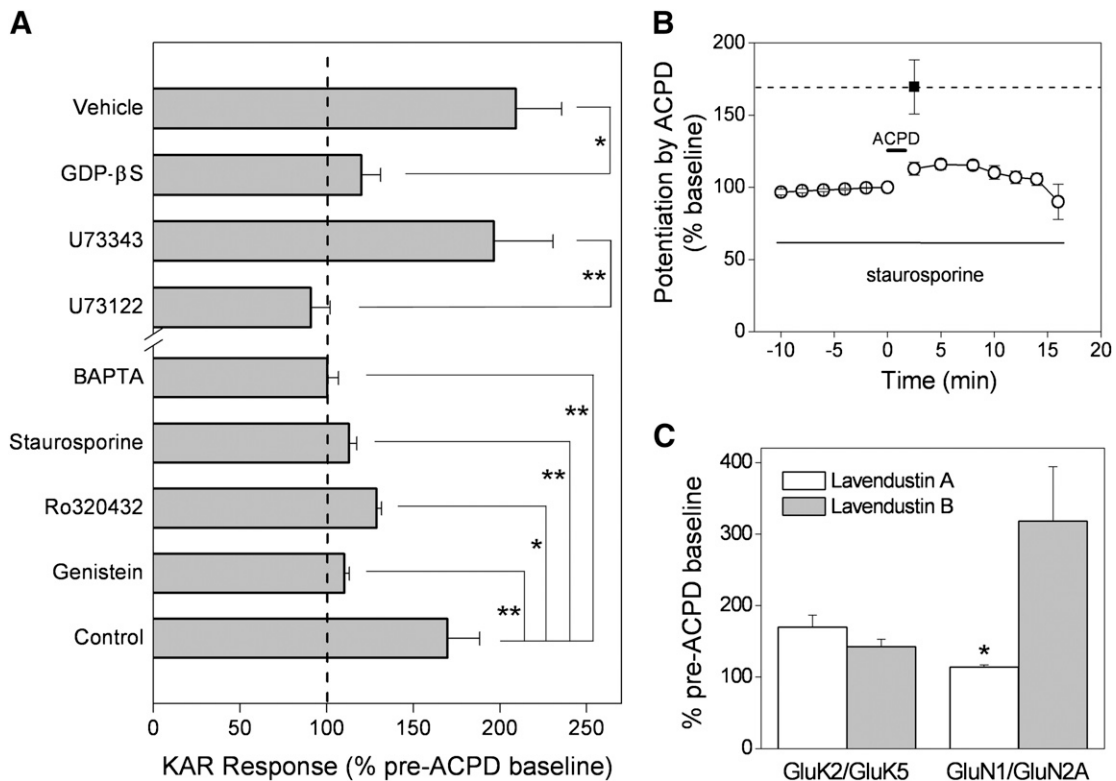 A
Vehicle
GDP-βS
U73343
U73122
BAPTA
Staurosporine
Ro320432
Genistein
Control
*
**
**
**
*
**
0 50 100 150 200 250
KAR Response (% pre-ACPD baseline)
B
Potentiation by ACPD
(% baseline)
200
150
100
50
0
ACPD
staurosporine
-10 -5 0 5 10 15 20
Time (min)
C
% pre-ACPD baseline
400
300
200
100
0
Lavendustin A
Lavendustin B
*
GluK2/GluK5 GluN1/GluN2A